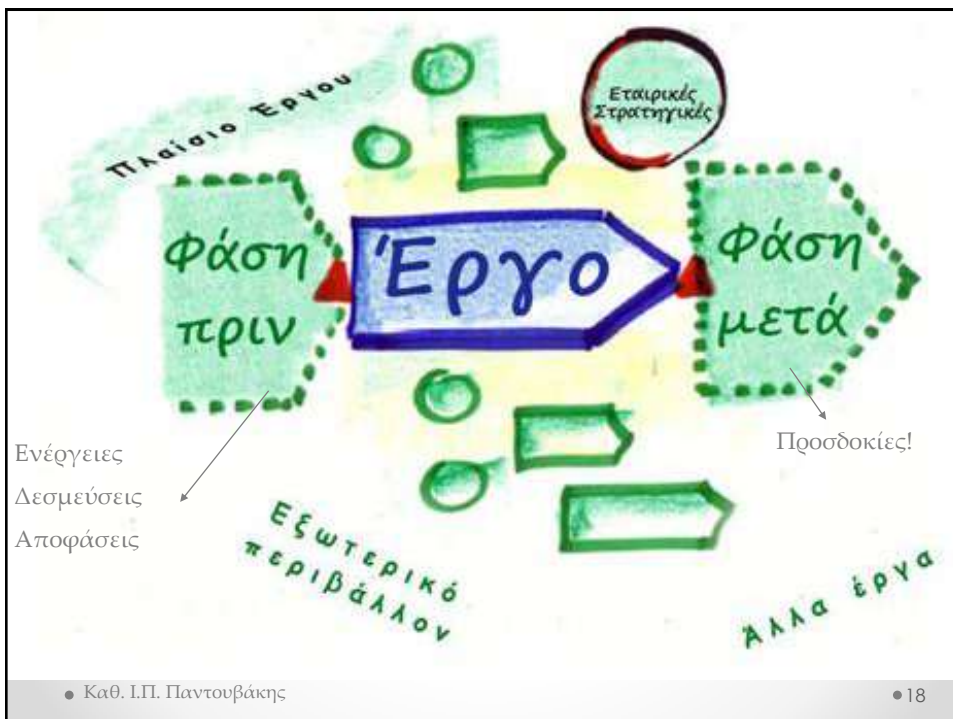 Πλαίσιο Έργου
Εταιρικές
Στρατηγικές
Φάση
πριν
Έργο
Φάση
μετά
Ενέργειες
Δεσμεύσεις
Αποφάσεις
Προσδοκίες!
Εξωτερικό
περιβάλλον
Άλλα έργα
Καθ. Ι.Π. Παντουβάκης
18